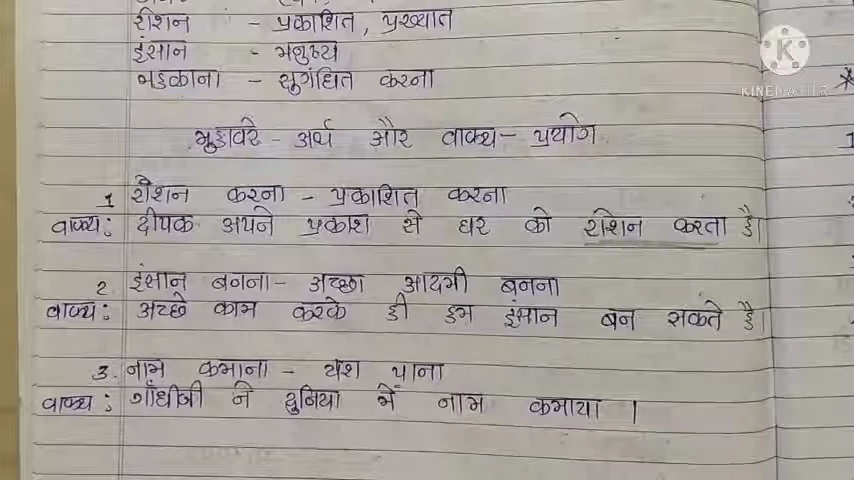 रोशन - प्रकाशित, प्रख्यात
इंसान - मनुष्य
महकाना - सुगंधित करना
KINEMASTER
मुहावरे - अर्थ और वाक्य - प्रयोग
1 रोशन करना - प्रकाशित करना
वाक्य: दीपक अपने प्रकाश से घर को रोशन करता है।
2. इंसान बनना - अच्छा आदमी बनना
वाक्य: अच्छे काम करके ही हम इंसान बन सकते है।
3. नाम कमाना - यश पाना
वाक्य: गाँधीजी ने दुनिया में नाम कमाया ।